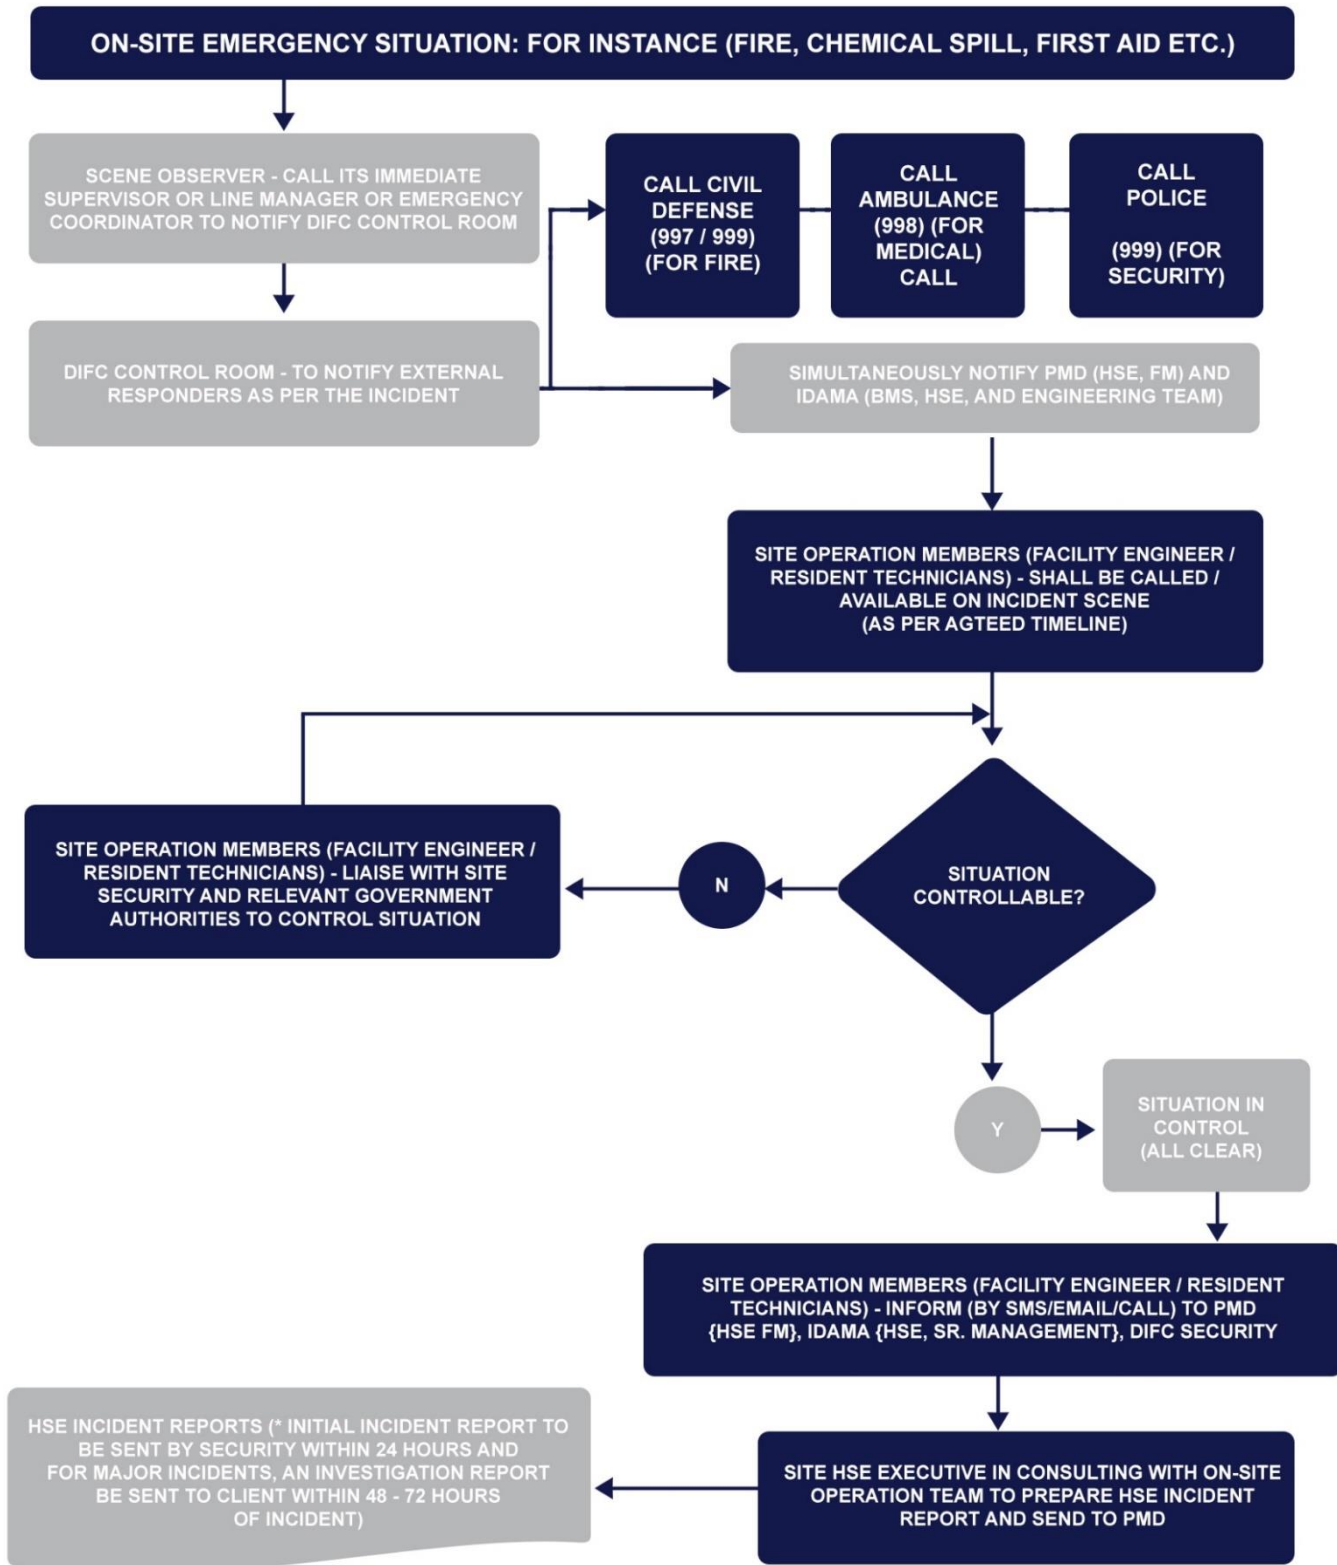 ON-SITE EMERGENCY SITUATION: FOR INSTANCE (FIRE, CHEMICAL SPILL, FIRST AID ETC.)
SCENE OBSERVER - CALL ITS IMMEDIATE
SUPERVISOR OR LINE MANAGER OR EMERGENCY
COORDINATOR TO NOTIFY DIFC CONTROL ROOM
CALL CIVIL
DEFENSE
(997 / 999)
(FOR FIRE)
CALL
AMBULANCE
(998) (FOR
MEDICAL)
CALL
CALL
POLICE
(999) (FOR
SECURITY)
DIFC CONTROL ROOM - TO NOTIFY EXTERNAL
RESPONDERS AS PER THE INCIDENT
SIMULTANEOUSLY NOTIFY PMD (HSE, FM) AND
IDAMA (BMS, HSE, AND ENGINEERING TEAM)
SITE OPERATION MEMBERS (FACILITY ENGINEER /
RESIDENT TECHNICIANS) - SHALL BE CALLED /
AVAILABLE ON INCIDENT SCENE
(AS PER AGTEED TIMELINE)
SITUATION
CONTROLLABLE?
N
SITE OPERATION MEMBERS (FACILITY ENGINEER /
RESIDENT TECHNICIANS) - LIAISE WITH SITE
SECURITY AND RELEVANT GOVERNMENT
AUTHORITIES TO CONTROL SITUATION
Y
SITUATION IN
CONTROL
(ALL CLEAR)
SITE OPERATION MEMBERS (FACILITY ENGINEER / RESIDENT
TECHNICIANS) - INFORM (BY SMS/EMAIL/CALL) TO PMD
{HSE FM}, IDAMA {HSE, SR. MANAGEMENT}, DIFC SECURITY
SITE HSE EXECUTIVE IN CONSULTING WITH ON-SITE
OPERATION TEAM TO PREPARE HSE INCIDENT
REPORT AND SEND TO PMD
HSE INCIDENT REPORTS (* INITIAL INCIDENT REPORT TO
BE SENT BY SECURITY WITHIN 24 HOURS AND
FOR MAJOR INCIDENTS, AN INVESTIGATION REPORT
BE SENT TO CLIENT WITHIN 48 - 72 HOURS
OF INCIDENT)